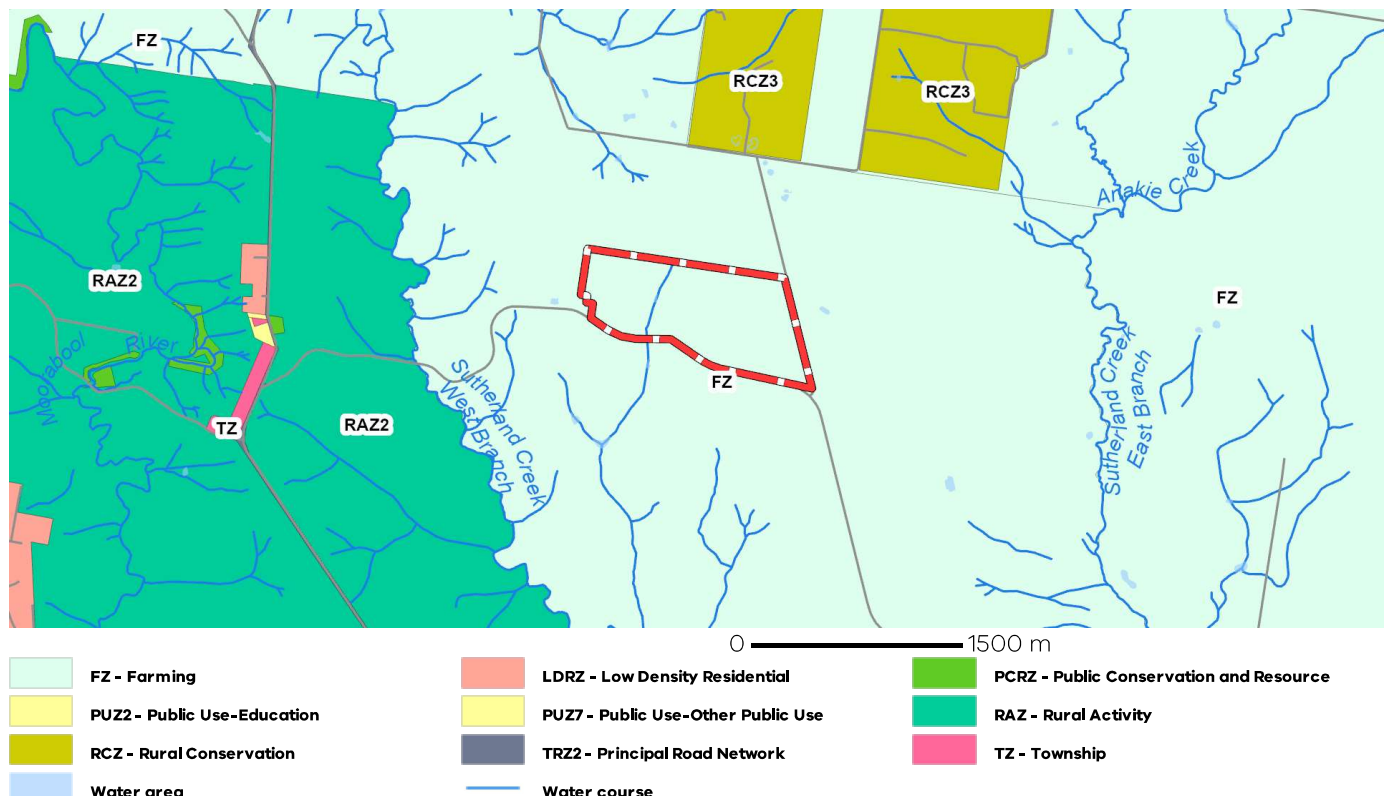 FZ
RCZ3
RCZ3
Anakie Creek
RAZ2
FZ
Moorabool
River
FZ
Sutherland Creek
West Branch
Sutherland Creek
East Branch
TZ
RAZ2
0 1500 m
FZ - Farming
LDRZ - Low Density Residential
PCRZ - Public Conservation and Resource
PUZ2 - Public Use-Education
PUZ7 - Public Use-Other Public Use
RAZ - Rural Activity
RCZ - Rural Conservation
TRZ2 - Principal Road Network
TZ - Township
Water area
Water course